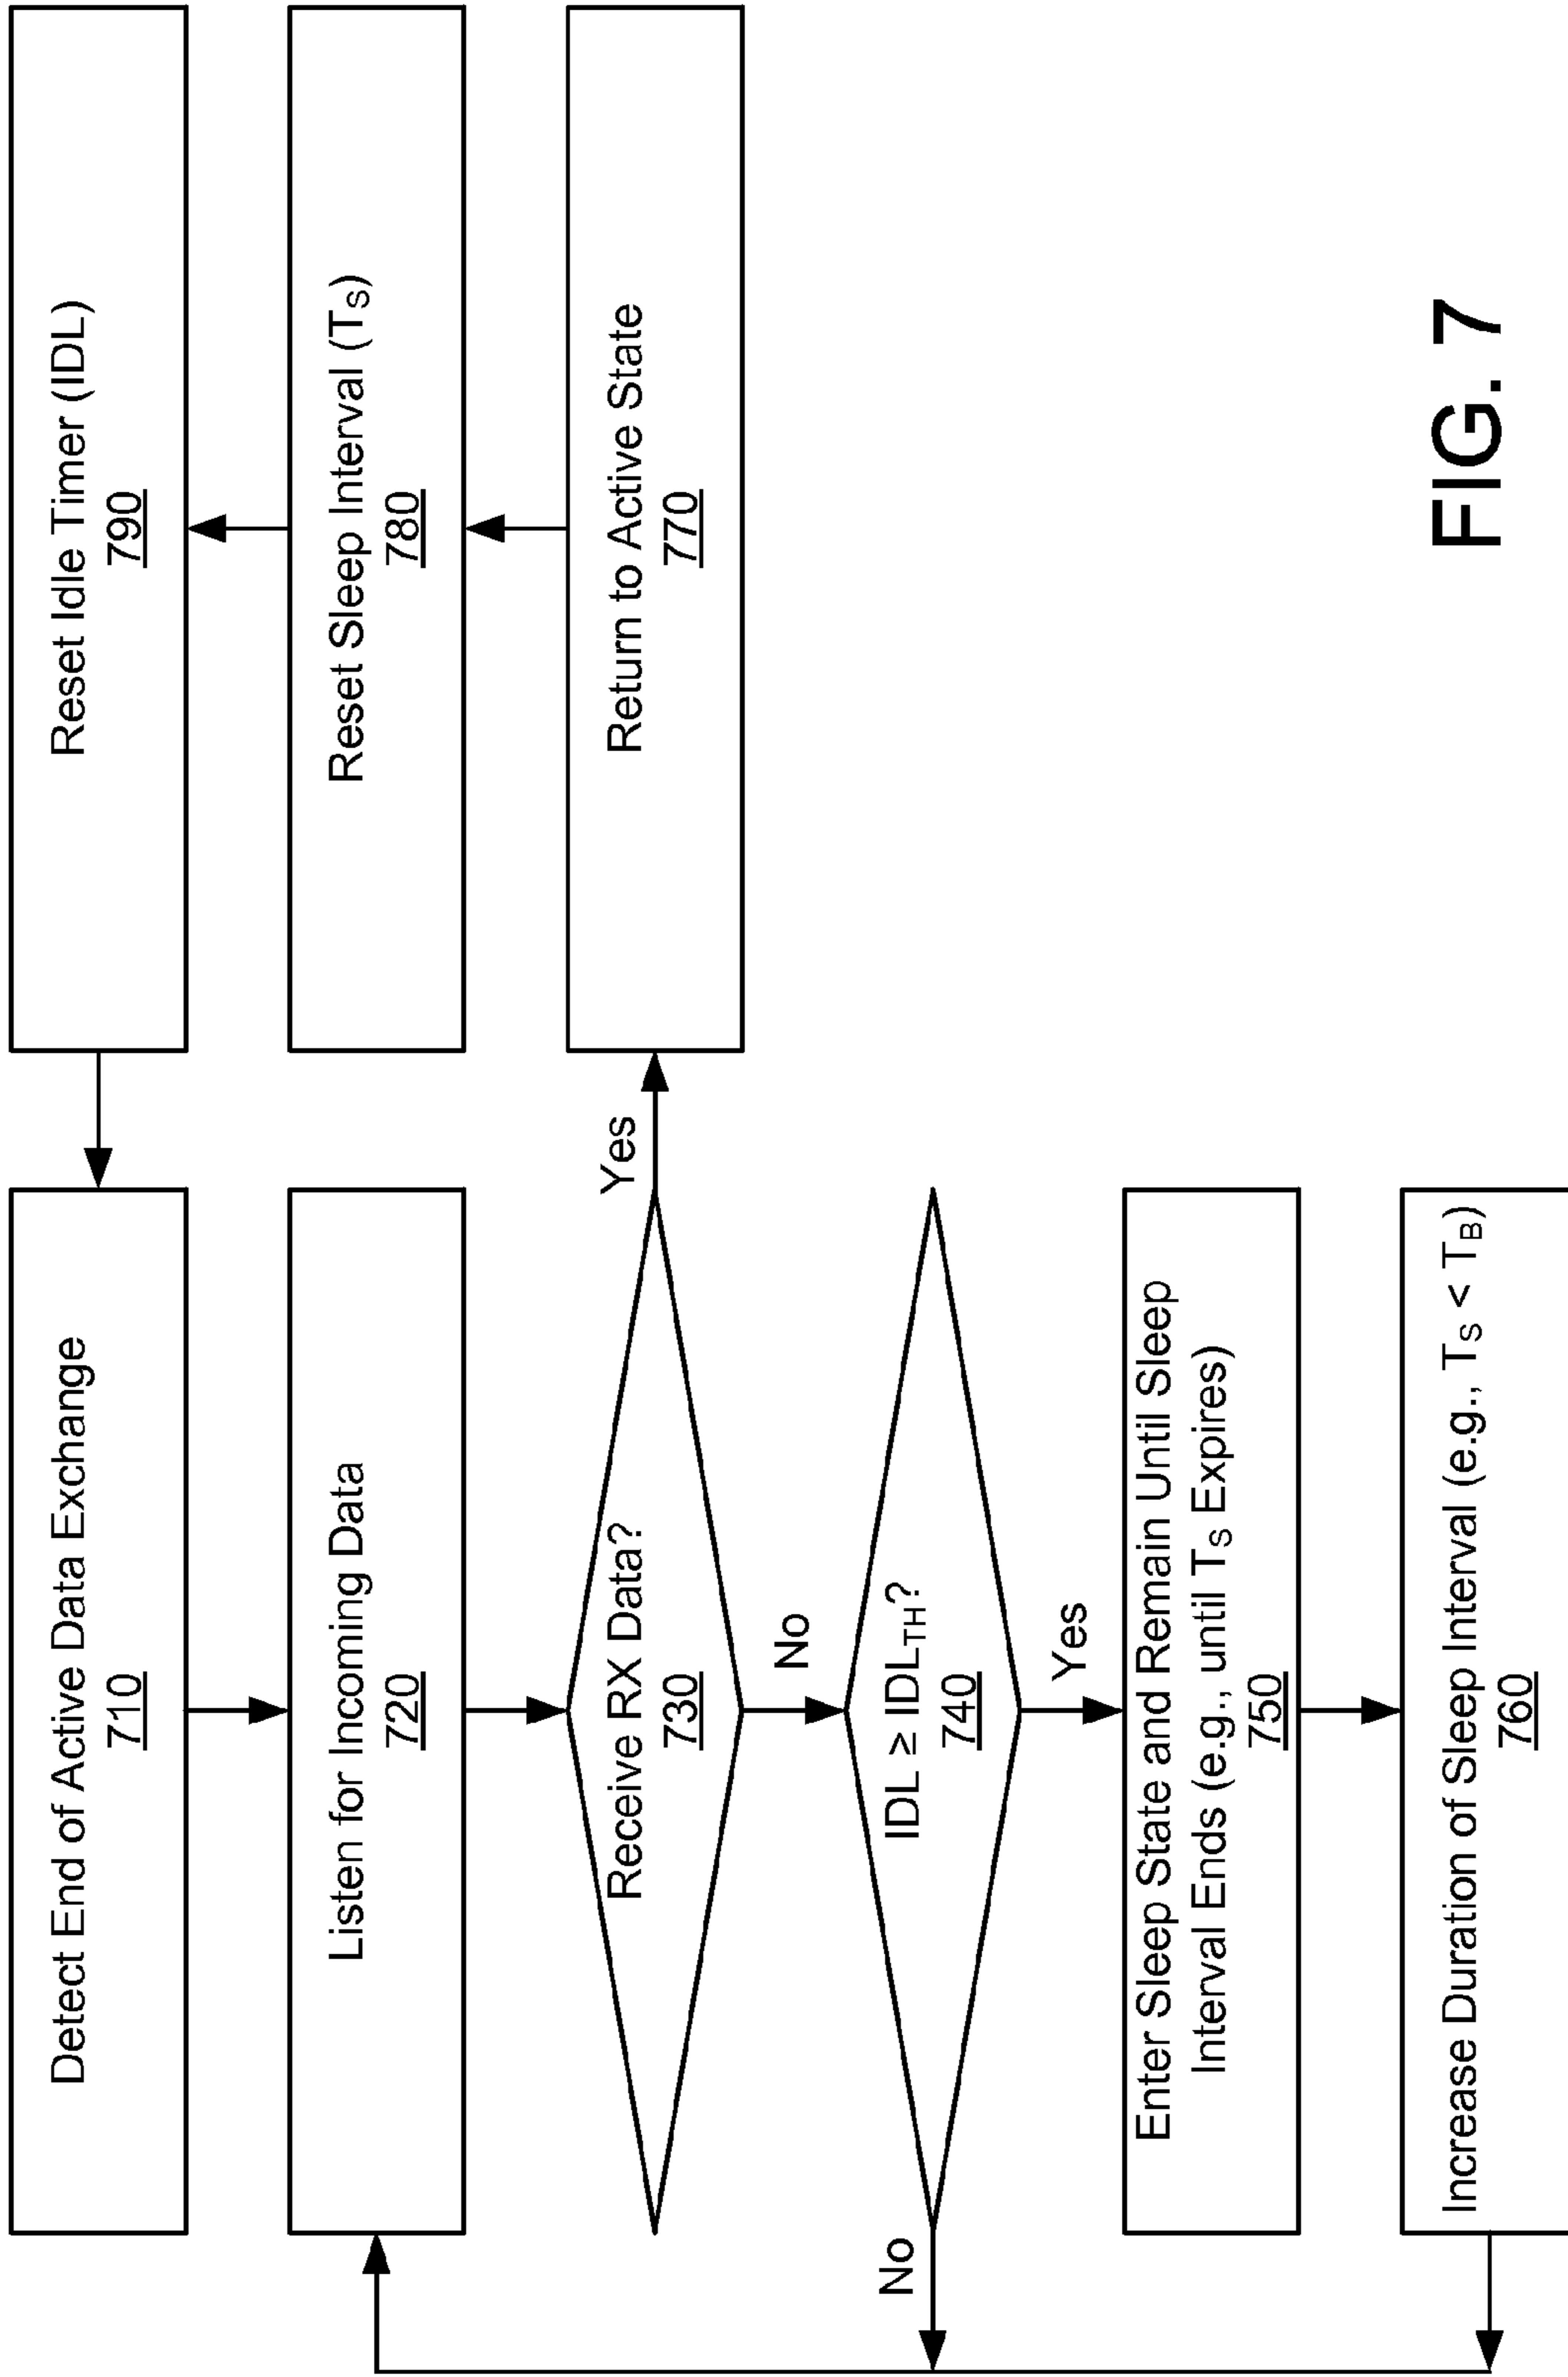 Detect End of Active Data Exchange
710
Listen for Incoming Data
720
Receive RX Data?
730
Yes
No
IDL ≥ IDL_TH?
740
No
Yes
Enter Sleep State and Remain Until Sleep
Interval Ends (e.g., until T_S Expires)
750
Increase Duration of Sleep Interval (e.g., T_S < T_B)
760
Reset Idle Timer (IDL)
790
Reset Sleep Interval (T_S)
780
Return to Active State
770
FIG. 7